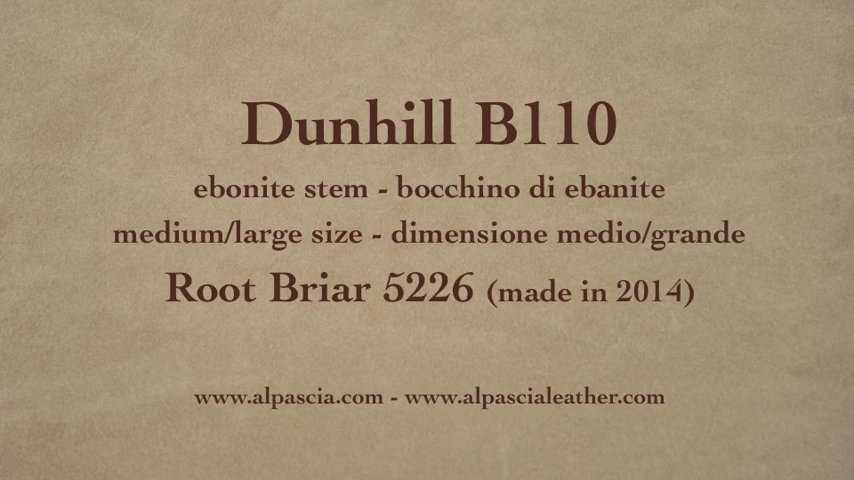 Dunhill B110
ebonite stem - bocchino di ebanite
medium/large size - dimensione medio/grande
Root Briar 5226 (made in 2014)
www.alpascia.com - www.alpascialeather.com